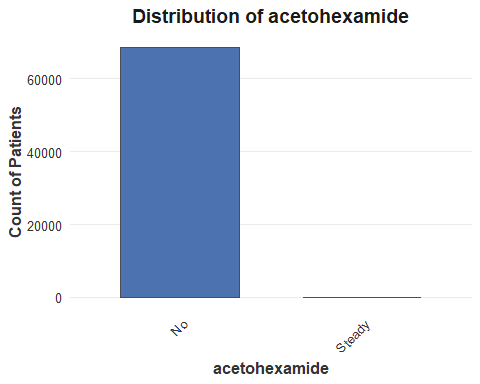 Distribution of acetohexamide
Count of Patients
60000
40000
20000
0
No
Steady
acetohexamide